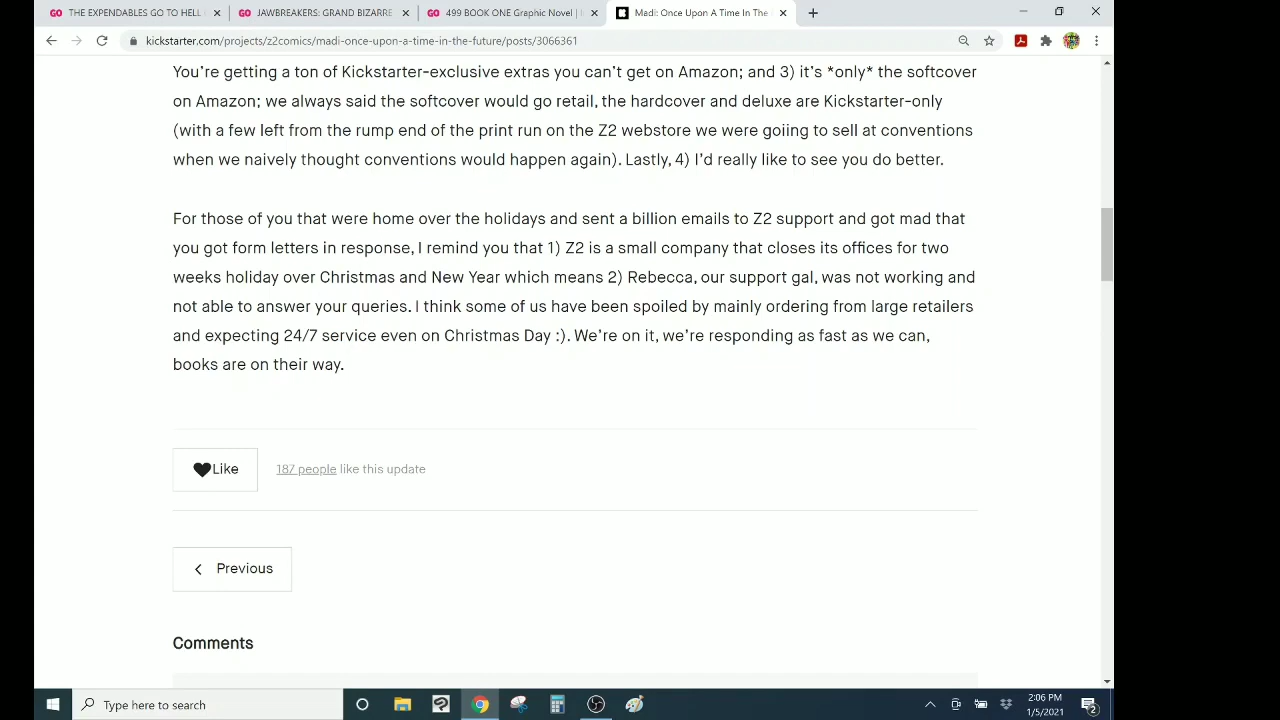 THE EXPENDABLES GO TO HELL
JAWBREAKERS: GRAND BIZARRE
499 BOOK ONE Graphic Novel | I
Madi: Once Upon A Time In The
kickstarter.com/projects/z2comics/madi-once-upon-a-time-in-the-future/posts/3066361
You’re getting a ton of Kickstarter-exclusive extras you can’t get on Amazon; and 3) it’s *only* the softcover
on Amazon; we always said the softcover would go retail, the hardcover and deluxe are Kickstarter-only
(with a few left from the rump end of the print run on the Z2 webstore we were goiing to sell at conventions
when we naively thought conventions would happen again). Lastly, 4) I’d really like to see you do better.
For those of you that were home over the holidays and sent a billion emails to Z2 support and got mad that
you got form letters in response, I remind you that 1) Z2 is a small company that closes its offices for two
weeks holiday over Christmas and New Year which means 2) Rebecca, our support gal, was not working and
not able to answer your queries. I think some of us have been spoiled by mainly ordering from large retailers
and expecting 24/7 service even on Christmas Day :). We’re on it, we’re responding as fast as we can,
books are on their way.
Like
187 people like this update
Previous
Comments
Type here to search
2:06 PM
1/5/2021
2